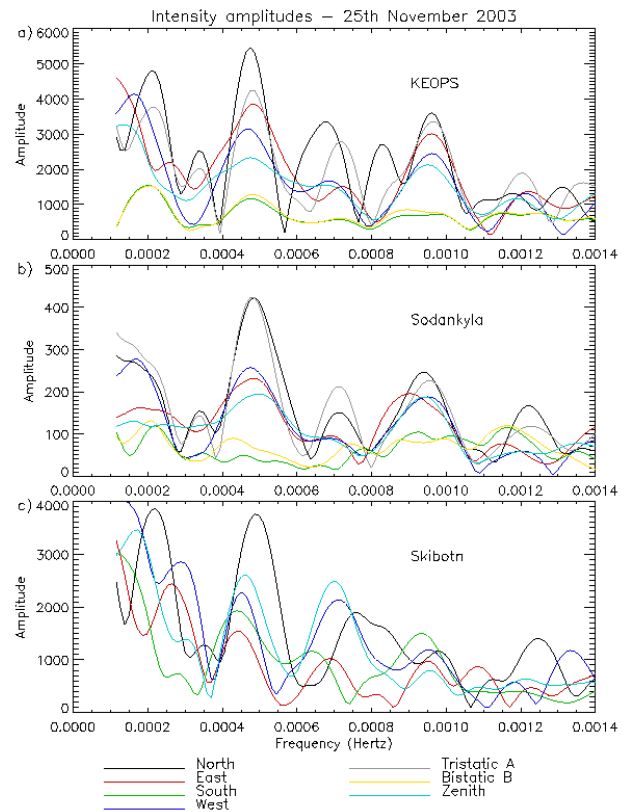 Intensity amplitudes – 25th November 2003
a)
6000
5000
4000
3000
2000
1000
0
Amplitude
KEOPS
0.0000 0.0002 0.0004 0.0006 0.0008 0.0010 0.0012 0.0014
b)
500
400
300
200
100
0
Amplitude
Sodankyla
0.0000 0.0002 0.0004 0.0006 0.0008 0.0010 0.0012 0.0014
c)
4000
3000
2000
1000
0
Amplitude
Skibotn
0.0000 0.0002 0.0004 0.0006 0.0008 0.0010 0.0012 0.0014
Frequency (Hertz)
North
East
South
West
Tristatic A
Bistatic B
Zenith